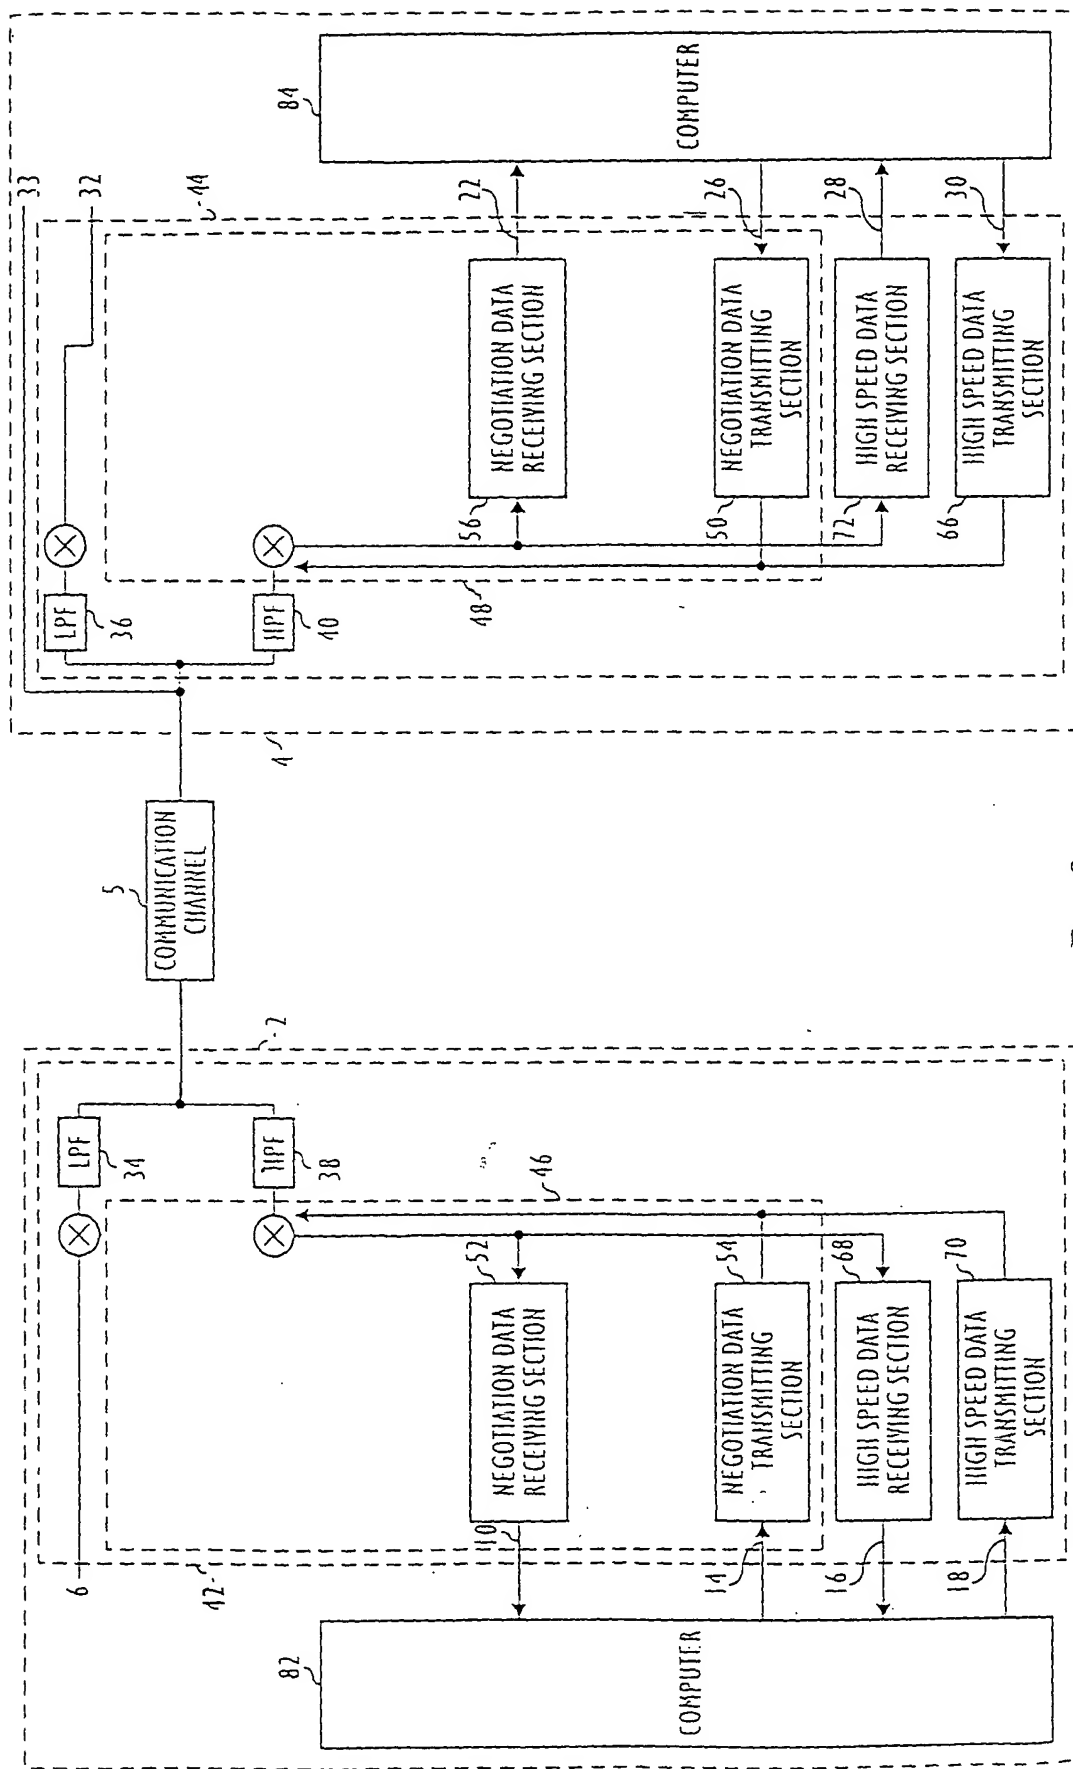 6
42
82
COMPUTER
10
14
16
18
NEGOTIATION DATA
RECEIVING SECTION
52
NEGOTIATION DATA
TRANSMITTING
SECTION
54
HIGH SPEED DATA
RECEIVING SECTION
68
HIGH SPEED DATA
TRANSMITTING
SECTION
70
46
LPF
34
HPF
38
2
5
COMMUNICATION
CHANNEL
4
LPF
36
HPF
40
48
56
NEGOTIATION DATA
RECEIVING SECTION
50
NEGOTIATION DATA
TRANSMITTING
SECTION
72
HIGH SPEED DATA
RECEIVING SECTION
66
HIGH SPEED DATA
TRANSMITTING
SECTION
33
32
44
22
26
28
30
84
COMPUTER